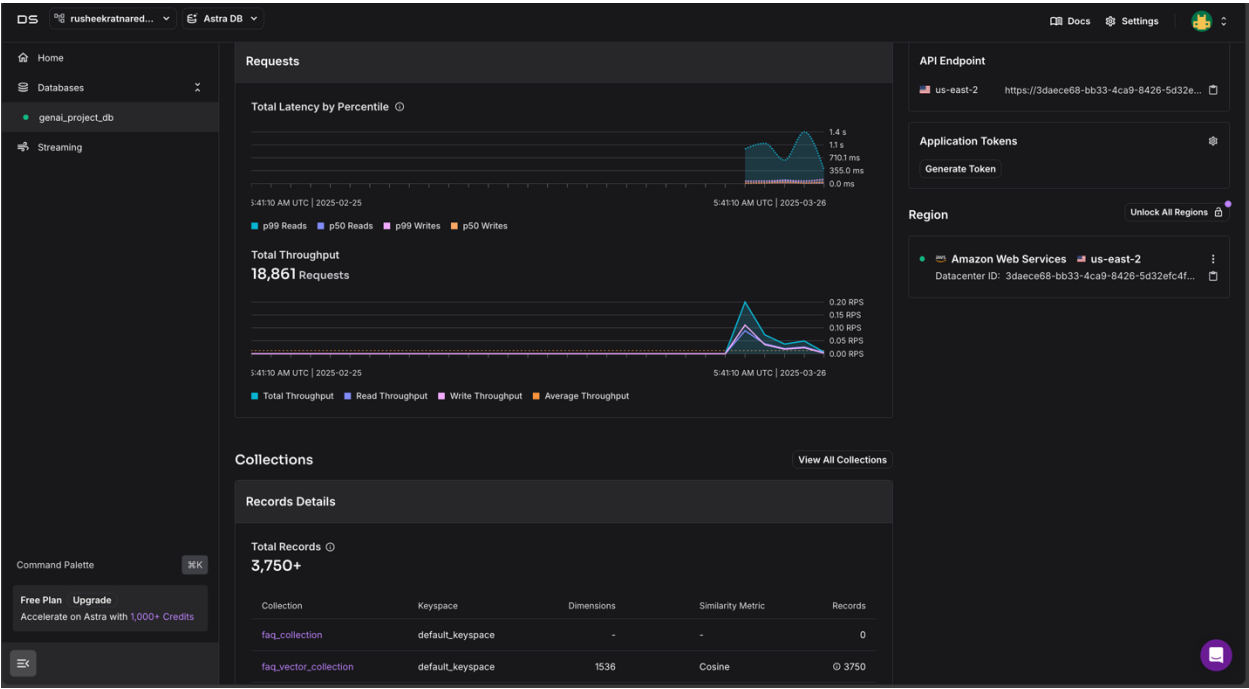 DS rusheekratnared... Astra DB Docs Settings
Home
Databases
genai_project_db
Streaming
Command Palette ⌘K
Free Plan Upgrade
Accelerate on Astra with 1,000+ Credits
Requests
Total Latency by Percentile
1.4 s
1.1 s
710.1 ms
355.0 ms
0.0 ms
5:41:10 AM UTC | 2025-02-25 5:41:10 AM UTC | 2025-03-26
p99 Reads p50 Reads p99 Writes p50 Writes
Total Throughput
18,861 Requests
0.20 RPS
0.15 RPS
0.10 RPS
0.05 RPS
0.00 RPS
5:41:10 AM UTC | 2025-02-25 5:41:10 AM UTC | 2025-03-26
Total Throughput Read Throughput Write Throughput Average Throughput
Collections View All Collections
Records Details
Total Records
3,750+
Collection Keyspace Dimensions Similarity Metric Records
faq_collection default_keyspace - - 0
faq_vector_collection default_keyspace 1536 Cosine 3750
API Endpoint
us-east-2 https://3daece68-bb33-4ca9-8426-5d32e...
Application Tokens
Generate Token
Region Unlock All Regions
aws Amazon Web Services us-east-2
Datacenter ID: 3daece68-bb33-4ca9-8426-5d32efc4f...